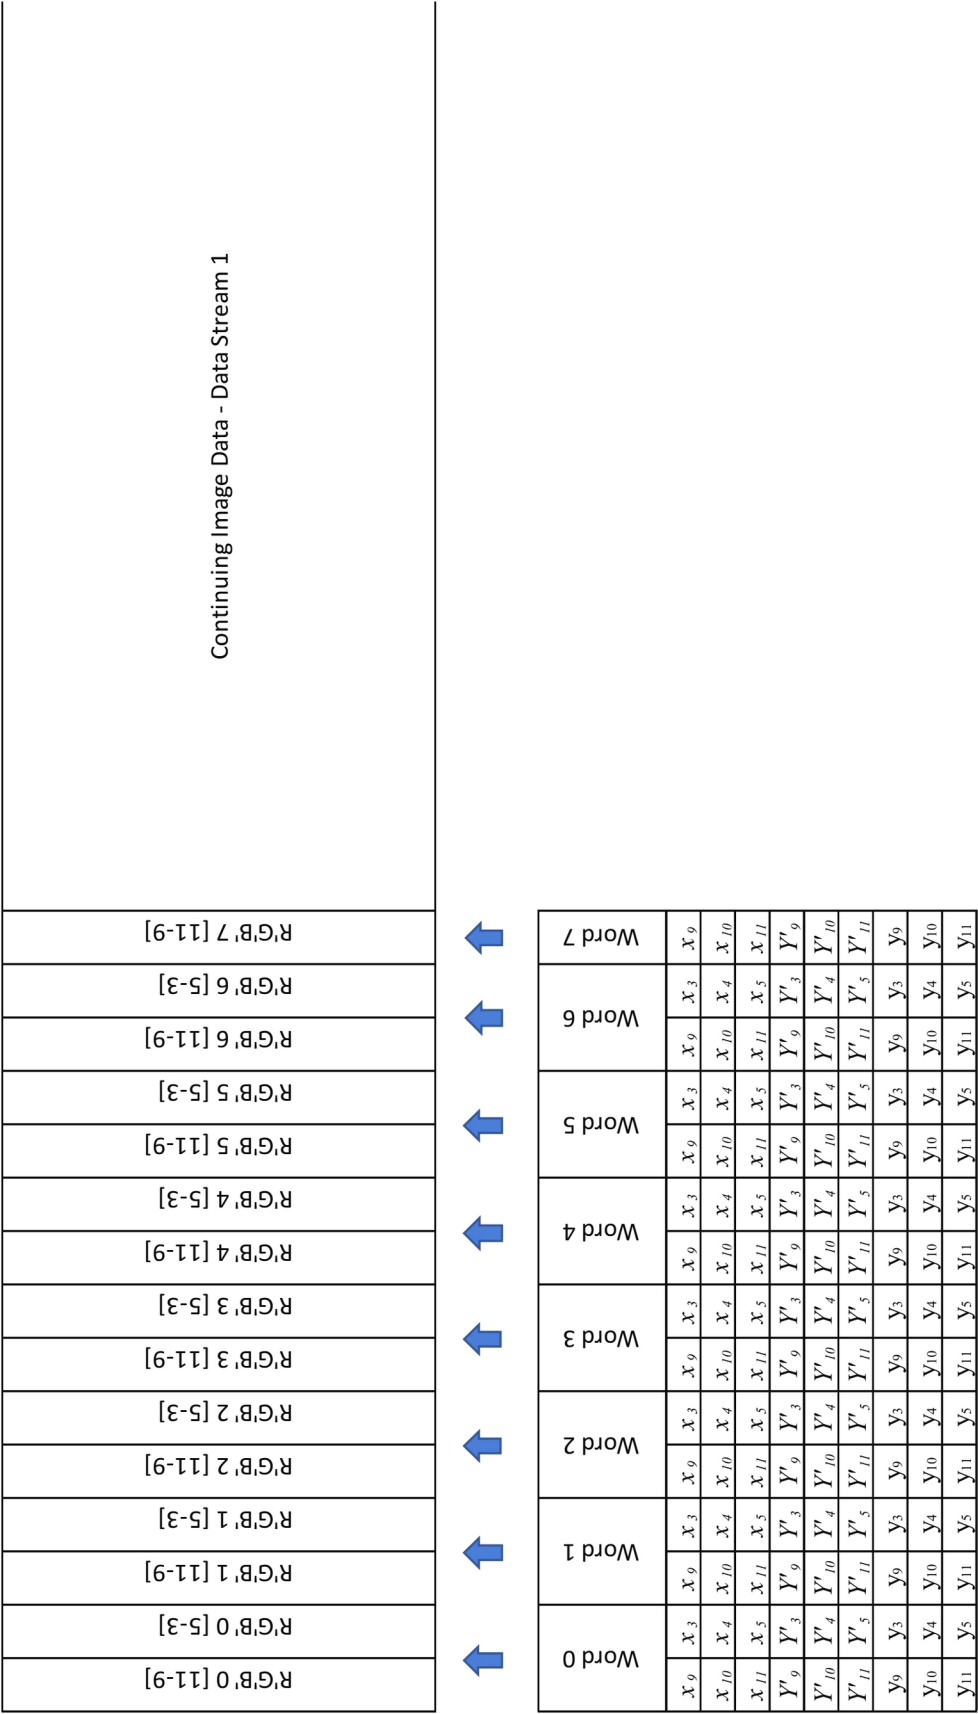 R'G'B' 0 [11-9]
R'G'B' 0 [5-3]
R'G'B' 1 [11-9]
R'G'B' 1 [5-3]
R'G'B' 2 [11-9]
R'G'B' 2 [5-3]
R'G'B' 3 [11-9]
R'G'B' 3 [5-3]
R'G'B' 4 [11-9]
R'G'B' 4 [5-3]
R'G'B' 5 [11-9]
R'G'B' 5 [5-3]
R'G'B' 6 [11-9]
R'G'B' 6 [5-3]
R'G'B' 7 [11-9]
Continuing Image Data - Data Stream 1
Word 0 Word 1 Word 2 Word 3 Word 4 Word 5 Word 6 Word 7
x9 x3 x9 x3 x9 x3 x9 x3 x9 x3 x9 x3 x9 x3 x9
x10 x4 x10 x4 x10 x4 x10 x4 x10 x4 x10 x4 x10 x4 x10
x11 x5 x11 x5 x11 x5 x11 x5 x11 x5 x11 x5 x11 x5 x11
Y'9 Y'3 Y'9 Y'3 Y'9 Y'3 Y'9 Y'3 Y'9 Y'3 Y'9 Y'3 Y'9 Y'3 Y'9
Y'10 Y'4 Y'10 Y'4 Y'10 Y'4 Y'10 Y'4 Y'10 Y'4 Y'10 Y'4 Y'10 Y'4 Y'10
Y'11 Y'5 Y'11 Y'5 Y'11 Y'5 Y'11 Y'5 Y'11 Y'5 Y'11 Y'5 Y'11 Y'5 Y'11
y9 y3 y9 y3 y9 y3 y9 y3 y9 y3 y9 y3 y9 y3 y9
y10 y4 y10 y4 y10 y4 y10 y4 y10 y4 y10 y4 y10 y4 y10
y11 y5 y11 y5 y11 y5 y11 y5 y11 y5 y11 y5 y11 y5 y11